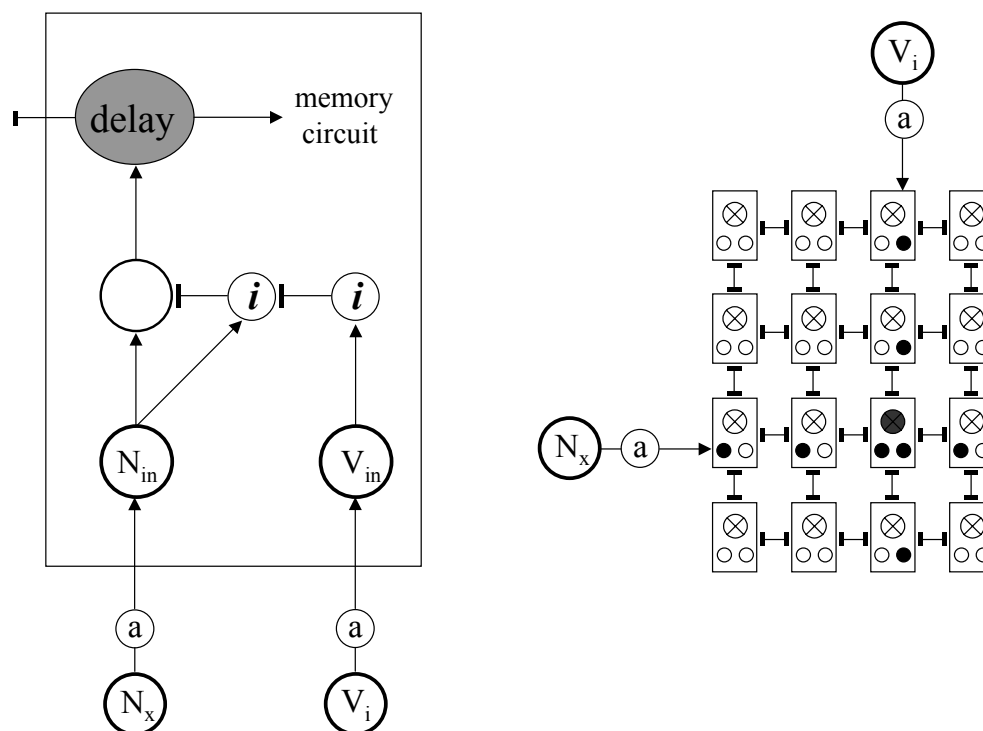 delay
memory
circuit
i
i
N_in
V_in
a
a
N_x
V_i
V_i
a
N_x
a